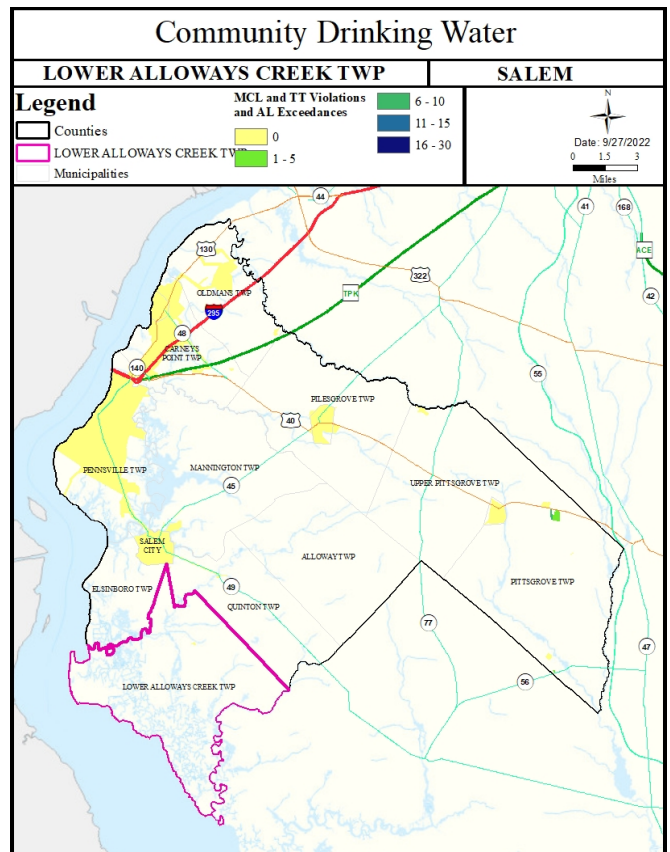 Community Drinking Water
LOWER ALLOWAYS CREEK TWP
SALEM
Legend
Counties
LOWER ALLOWAYS CREEK TWP
Municipalities
MCL and TT Violations
and AL Exceedances
0
1 - 5
6 - 10
11 - 15
16 - 30
N
Date: 9/27/2022
0 1.5 3
Miles
44
41
168
130
ACE
322
42
OLDMANS TWP
TPK
295
48
CARNEYS
POINT TWP
140
55
PILESGROVE TWP
40
PENNSVILLE TWP
MANNINGTON TWP
45
UPPER PITTSGROVE TWP
SALEM
CITY
ALLOWAY TWP
ELSINBORO TWP
49
PITTSGROVE TWP
QUINTON TWP
77
47
56
LOWER ALLOWAYS CREEK TWP